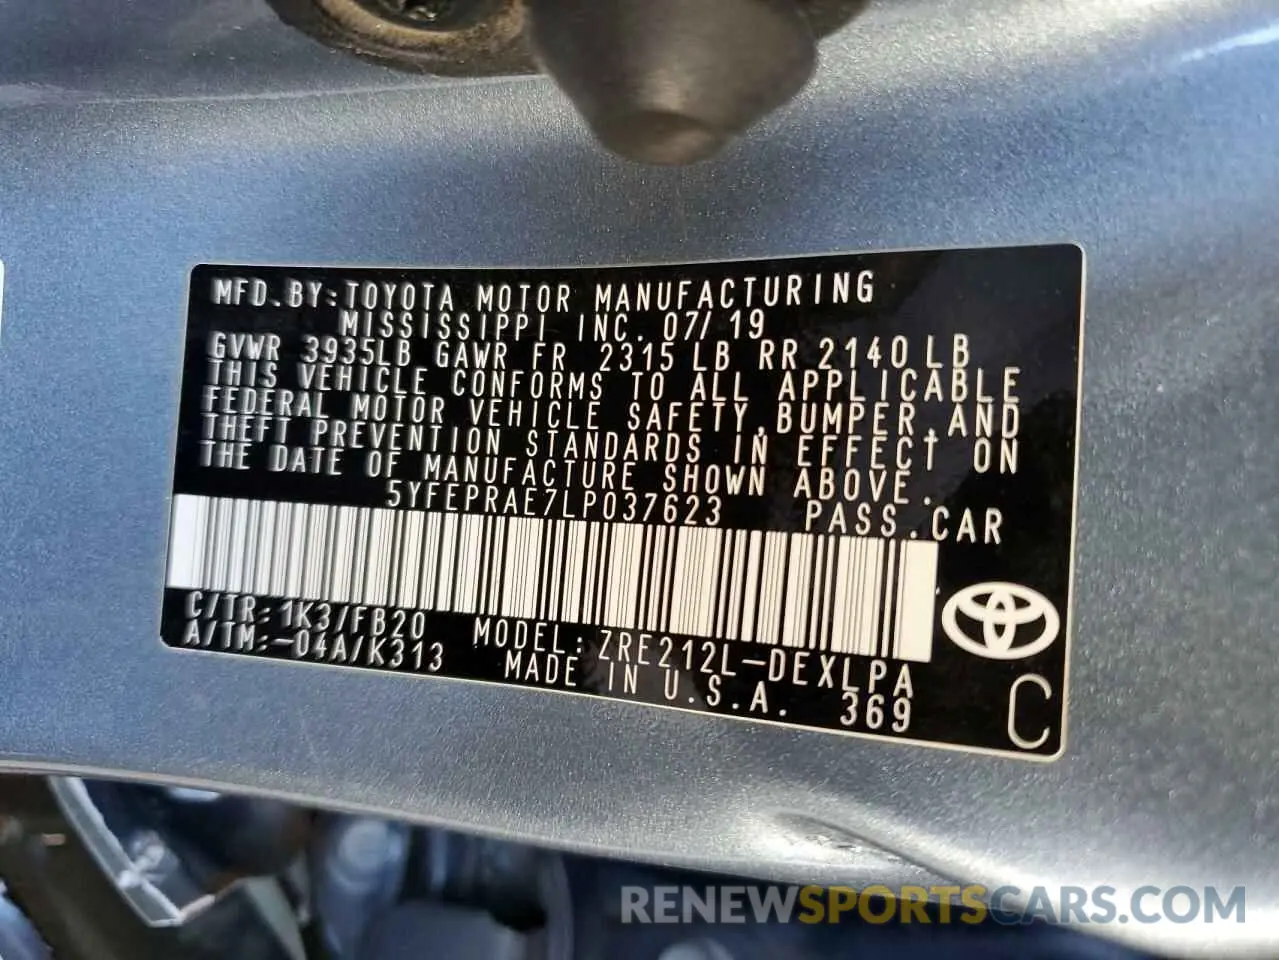 MFD.BY:TOYOTA MOTOR MANUFACTURING
MISSISSIPPI INC. 07/19
GVWR 3935LB GAWR FR 2315 LB RR 2140 LB
THIS VEHICLE CONFORMS TO ALL APPLICABLE
FEDERAL MOTOR VEHICLE SAFETY, BUMPER, AND
THEFT PREVENTION STANDARDS IN EFFECT ON
THE DATE OF MANUFACTURE SHOWN ABOVE.
5YFEPRAE7LP037623 PASS.CAR
C/TR:1K3/FB20 MODEL:ZRE212L-DEXLPA
A/TM:-04A/K313 MADE IN U.S.A. 369
C
RENEWSPORTSCARS.COM